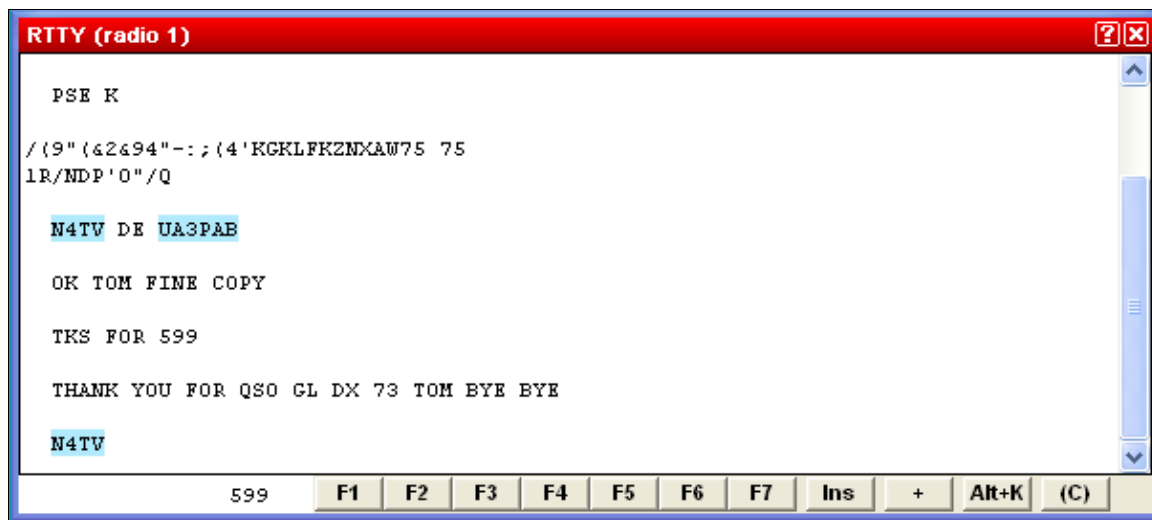 RTTY (radio 1)
PSE K
/(9"(&2&94"-:;(4'KGKLFKZNXAW75 75
lR/NDP'O"/Q
N4TV DE UA3PAB
OK TOM FINE COPY
TKS FOR 599
THANK YOU FOR QSO GL DX 73 TOM BYE BYE
N4TV
599 F1 F2 F3 F4 F5 F6 F7 Ins + Alt+K (C)